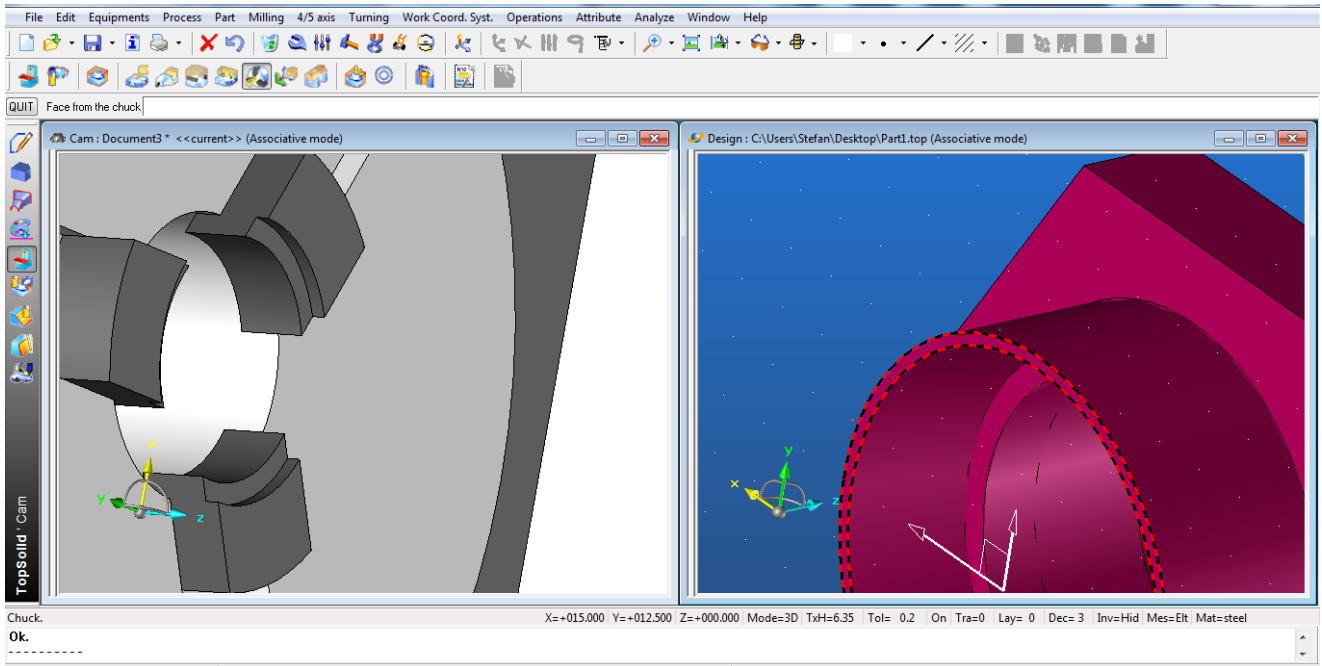 File Edit Equipments Process Part Milling 4/5 axis Turning Work Coord. Syst. Operations Attribute Analyze Window Help
QUIT Face from the chuck
Cam : Document3 * <<current>> (Associative mode)
Design : C:\Users\Stefan\Desktop\Part1.top (Associative mode)
x
y
z
y
x
z
TopSolid'Cam
Chuck. X=+015.000 Y=+012.500 Z=+000.000 Mode=3D TxH=6.35 Tol= 0.2 On Tra=0 Lay= 0 Dec= 3 Inv=Hid Mes=Elt Mat=steel
Ok.
----------